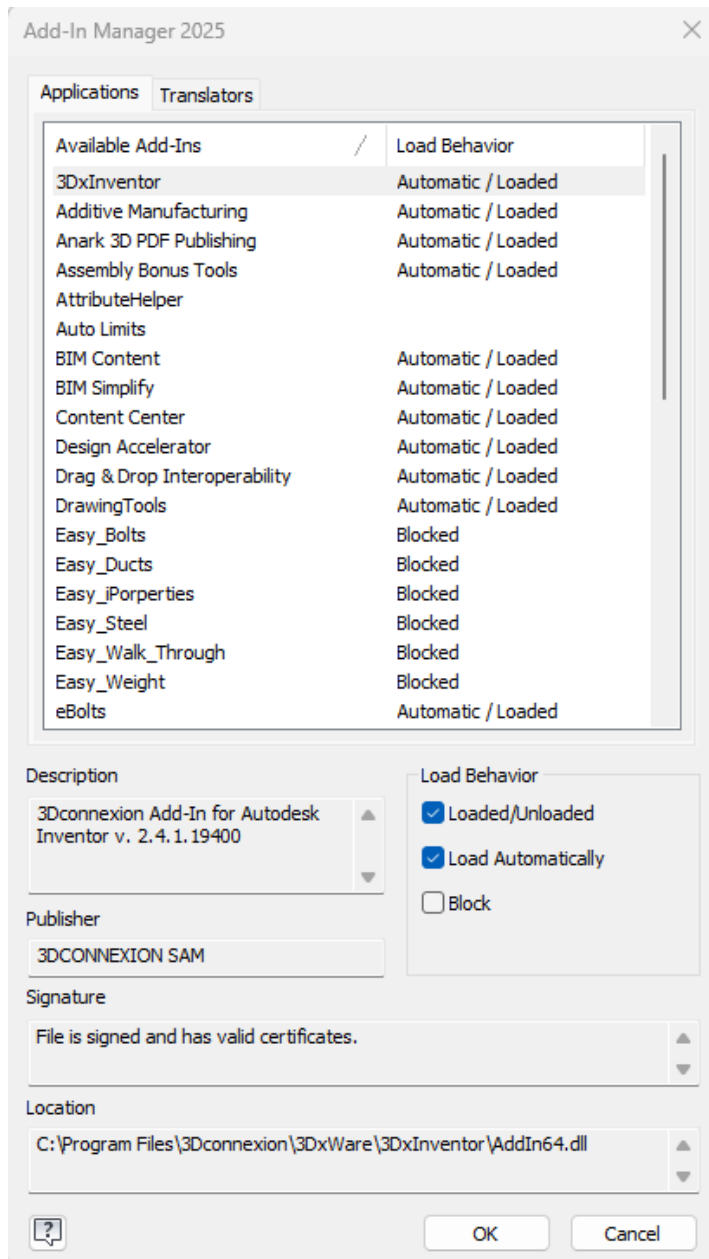 Add-In Manager 2025
Applications Translators
Available Add-Ins Load Behavior
3DxInventor Automatic / Loaded
Additive Manufacturing Automatic / Loaded
Anark 3D PDF Publishing Automatic / Loaded
Assembly Bonus Tools Automatic / Loaded
AttributeHelper
Auto Limits
BIM Content Automatic / Loaded
BIM Simplify Automatic / Loaded
Content Center Automatic / Loaded
Design Accelerator Automatic / Loaded
Drag & Drop Interoperability Automatic / Loaded
DrawingTools Automatic / Loaded
Easy_Bolts Blocked
Easy_Ducts Blocked
Easy_iPorperties Blocked
Easy_Steel Blocked
Easy_Walk_Through Blocked
Easy_Weight Blocked
eBolts Automatic / Loaded
Description
3Dconnexion Add-In for Autodesk
Inventor v. 2.4.1.19400
Load Behavior
Loaded/Unloaded
Load Automatically
Block
Publisher
3DCONNEXION SAM
Signature
File is signed and has valid certificates.
Location
C:\Program Files\3Dconnexion\3DxWare\3DxInventor\AddIn64.dll
?
OK Cancel